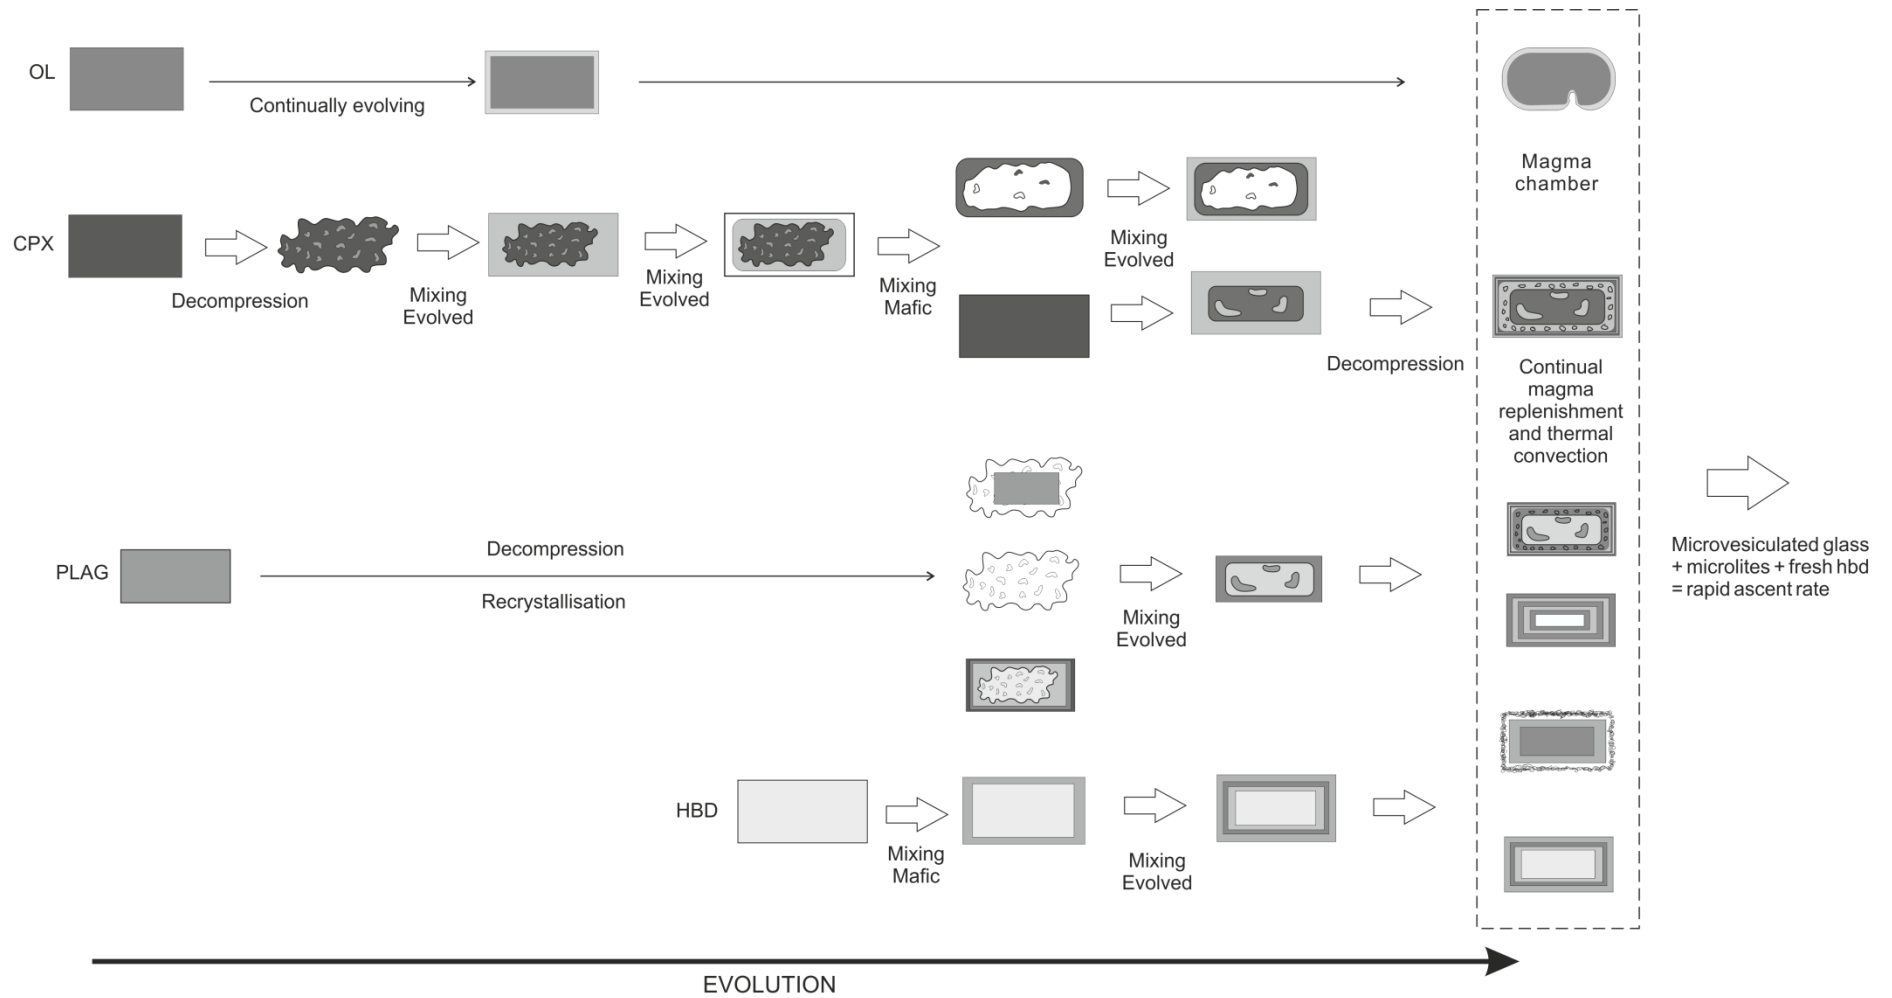 OL
Continually evolving
Magma
chamber
CPX
Decompression
Mixing
Evolved
Mixing
Evolved
Mixing
Mafic
Mixing
Evolved
Decompression
Continual
magma
replenishment
and thermal
convection
PLAG
Decompression
Recrystallisation
Mixing
Evolved
Microvesiculated glass
+ microlites + fresh hbd
= rapid ascent rate
HBD
Mixing
Mafic
Mixing
Evolved
EVOLUTION